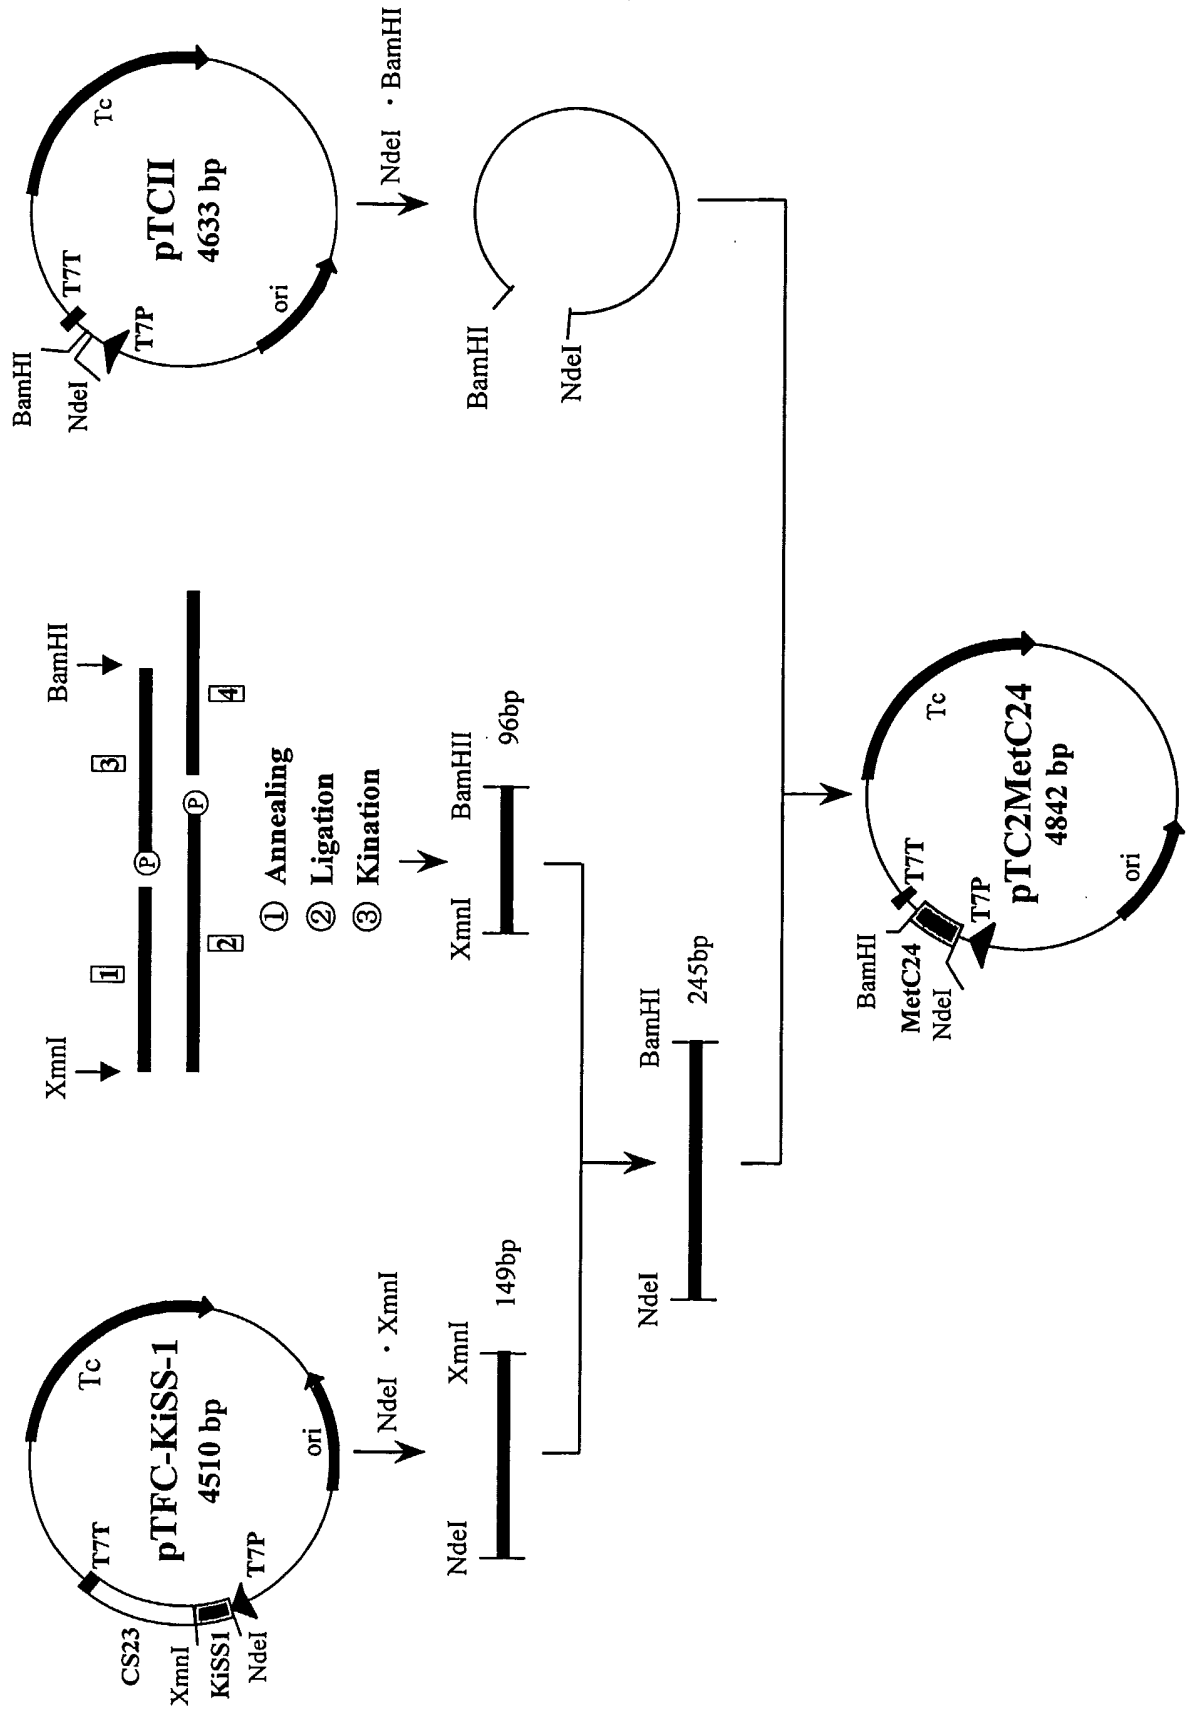 pTFC-KiSS-1
4510 bp
Tc
ori
T7T
T7P
CS23
XmnI
KiSS1
NdeI
NdeI · XmnI
NdeI
XmnI
149bp
XmnI
BamHI
1
3
P
P
2
4
① Annealing
② Ligation
③ Kination
XmnI
BamHII
96bp
NdeI
BamHI
245bp
pTCII
4633 bp
Tc
ori
T7T
T7P
BamHI
NdeI
NdeI · BamHI
BamHI
NdeI
pTC2MetC24
4842 bp
Tc
ori
T7T
T7P
BamHI
MetC24
NdeI